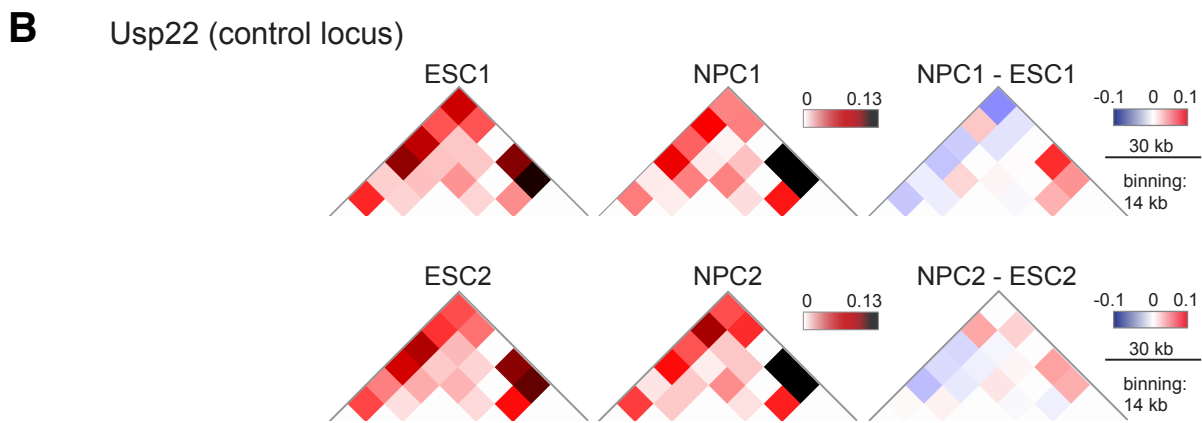 B Usp22 (control locus)
ESC1 NPC1 NPC1 - ESC1
0 0.13 -0.1 0 0.1
30 kb
binning:
14 kb
ESC2 NPC2 NPC2 - ESC2
0 0.13 -0.1 0 0.1
30 kb
binning:
14 kb